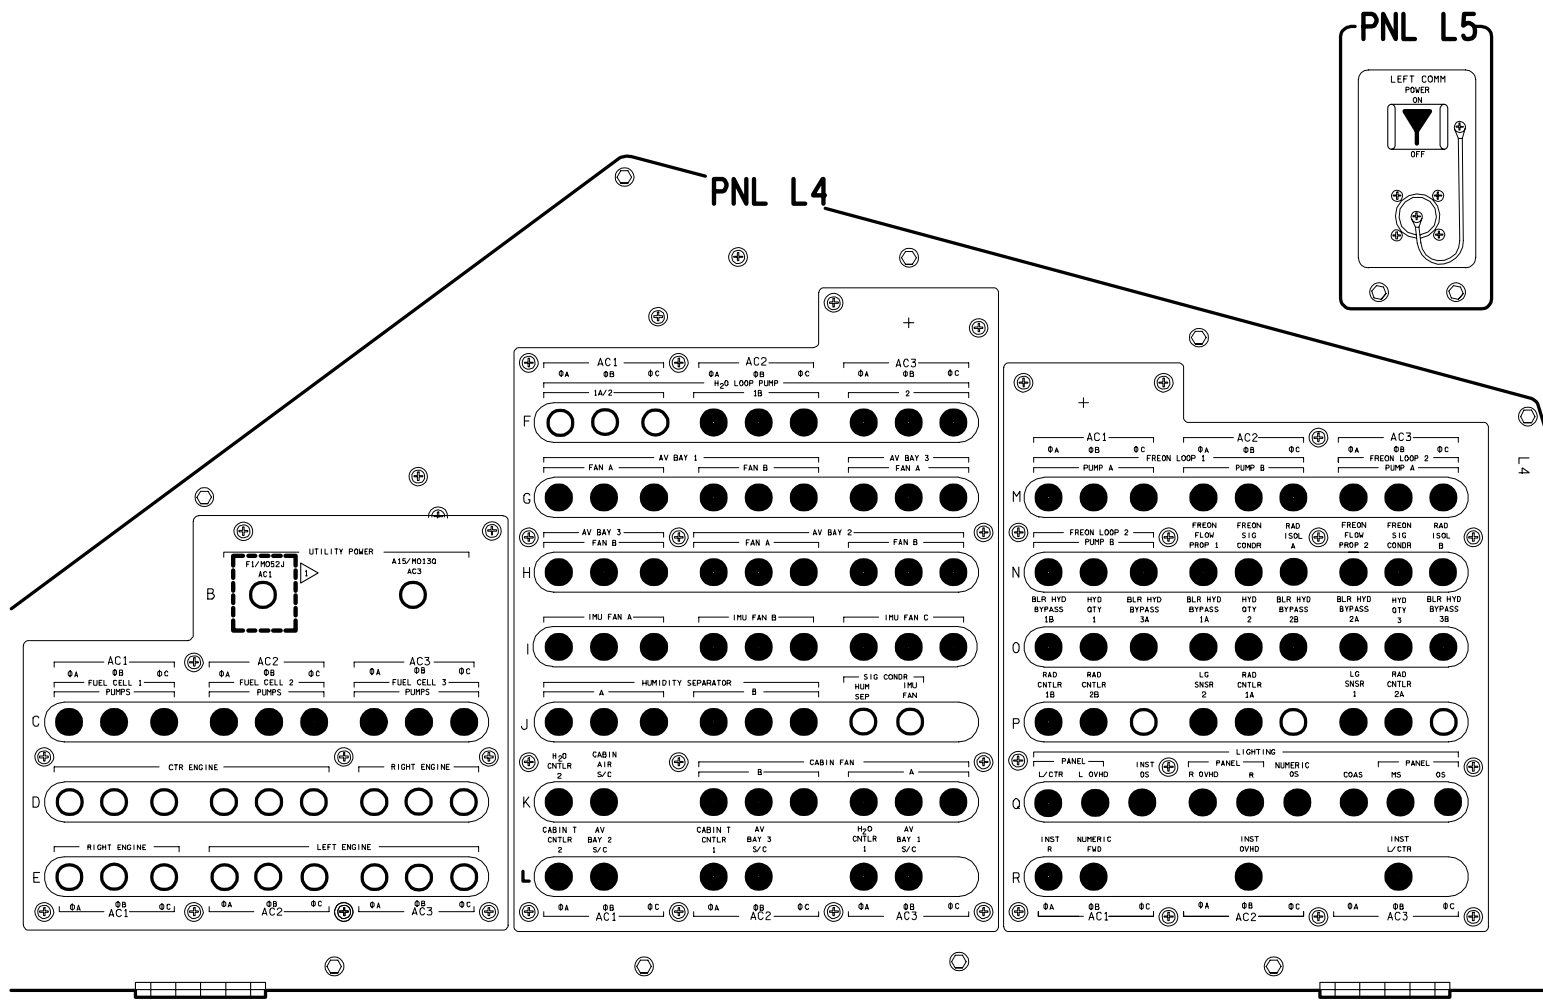 PNL L5
LEFT COMM
POWER
ON
OFF
PNL L4
L4
UTILITY POWER
F1/MO52J A15/MO13Q
AC1 AC3
1
B
AC1 AC2 AC3
ΦA ΦB ΦC ΦA ΦB ΦC ΦA ΦB ΦC
FUEL CELL 1 FUEL CELL 2 FUEL CELL 3
PUMPS PUMPS PUMPS
C
CTR ENGINE RIGHT ENGINE
D
RIGHT ENGINE LEFT ENGINE
E
ΦA ΦB ΦC ΦA ΦB ΦC ΦA ΦB ΦC
AC1 AC2 AC3
AC1 AC2 AC3
ΦA ΦB ΦC ΦA ΦB ΦC ΦA ΦB ΦC
H2O LOOP PUMP
1A/2 1B 2
F
AV BAY 1 AV BAY 3
FAN A FAN B FAN A
G
AV BAY 3 AV BAY 2
FAN B FAN A FAN B
H
IMU FAN A IMU FAN B IMU FAN C
I
HUMIDITY SEPARATOR SIG CONDR
A B HUM IMU
SEP FAN
J
H2O CABIN CABIN FAN
CNTLR AIR B A
2 S/C
K
CABIN T AV CABIN T AV H2O AV
CNTLR BAY 2 CNTLR BAY 3 CNTLR BAY 1
2 S/C 1 S/C 1 S/C
L
ΦA ΦB ΦC ΦA ΦB ΦC ΦA ΦB ΦC
AC1 AC2 AC3
AC1 AC2 AC3
ΦA ΦB ΦC ΦA ΦB ΦC ΦA ΦB ΦC
FREON LOOP 1 FREON LOOP 2
PUMP A PUMP B PUMP A
M
FREON LOOP 2 FREON FREON RAD FREON FREON RAD
PUMP B FLOW SIG ISOL FLOW SIG ISOL
PROP 1 CONDR A PROP 2 CONDR B
N
BLR HYD HYD BLR HYD BLR HYD HYD BLR HYD BLR HYD HYD BLR HYD
BYPASS QTY BYPASS BYPASS QTY BYPASS BYPASS QTY BYPASS
1B 1 3A 1A 2 2B 2A 3 3B
O
RAD RAD LG RAD LG RAD
CNTLR CNTLR SNSR CNTLR SNSR CNTLR
1B 2B 2 1A 1 2A
P
LIGHTING
PANEL INST PANEL NUMERIC PANEL
L/CTR L OVHD OS R OVHD R OS COAS MS OS
Q
INST NUMERIC INST INST
R FWD OVHD L/CTR
R
ΦA ΦB ΦC ΦA ΦB ΦC ΦA ΦB ΦC
AC1 AC2 AC3